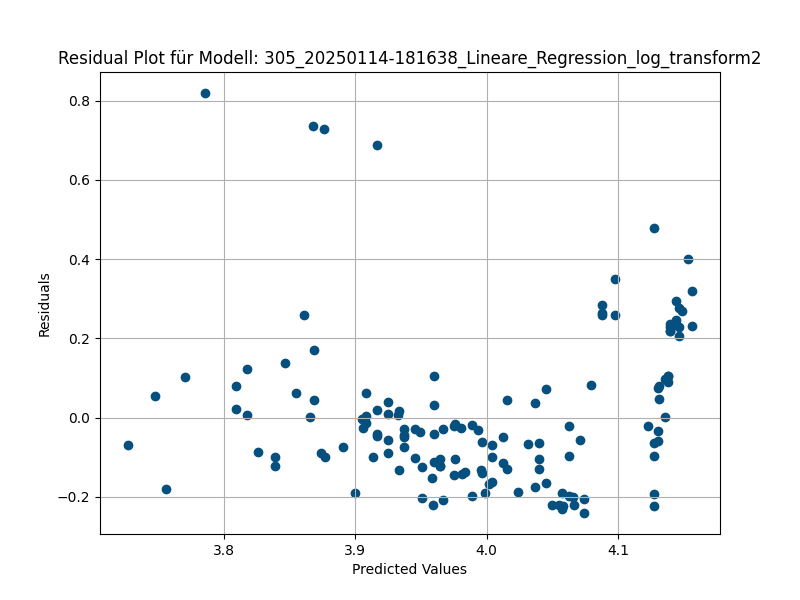 Residual Plot für Modell: 305_20250114-181638_Lineare_Regression_log_transform2
0.8
0.6
0.4
0.2
0.0
−0.2
Residuals
3.8 3.9 4.0 4.1
Predicted Values